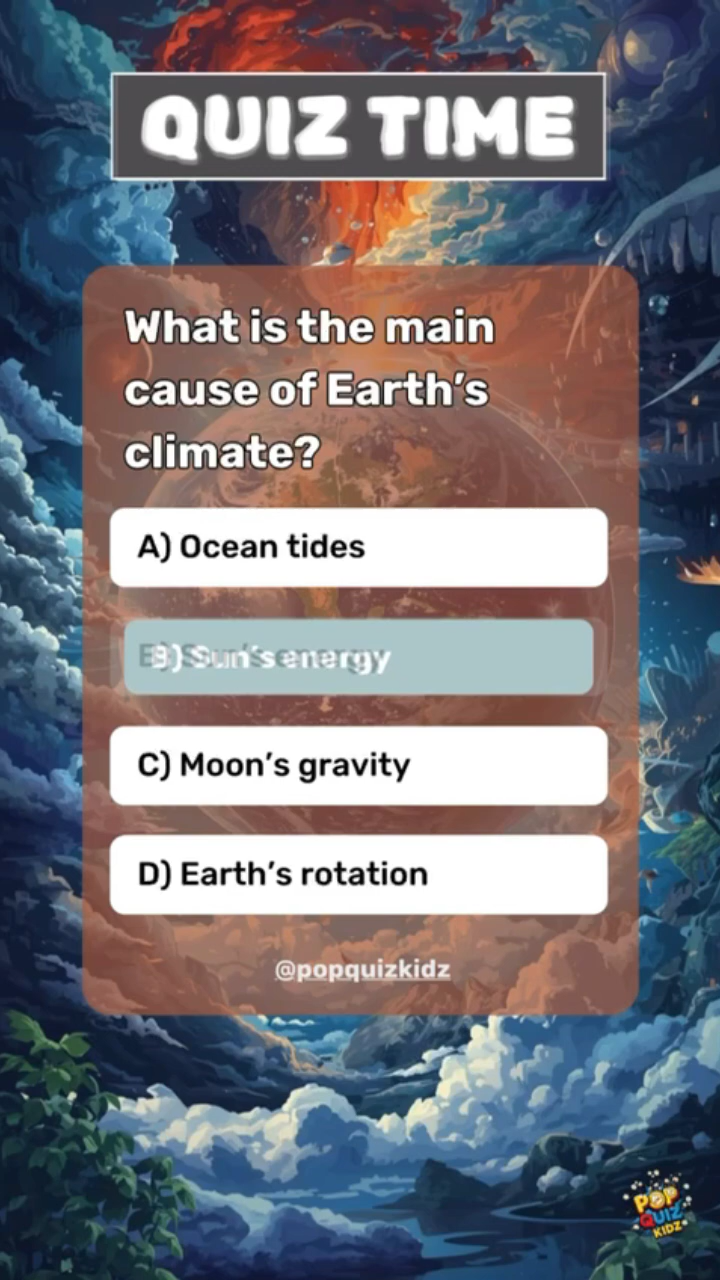 QUIZ TIME
What is the main
cause of Earth's
climate?
A) Ocean tides
B) Sun's energy
C) Moon's gravity
D) Earth's rotation
@popquizkidz
POP
QUIZ
KIDZ